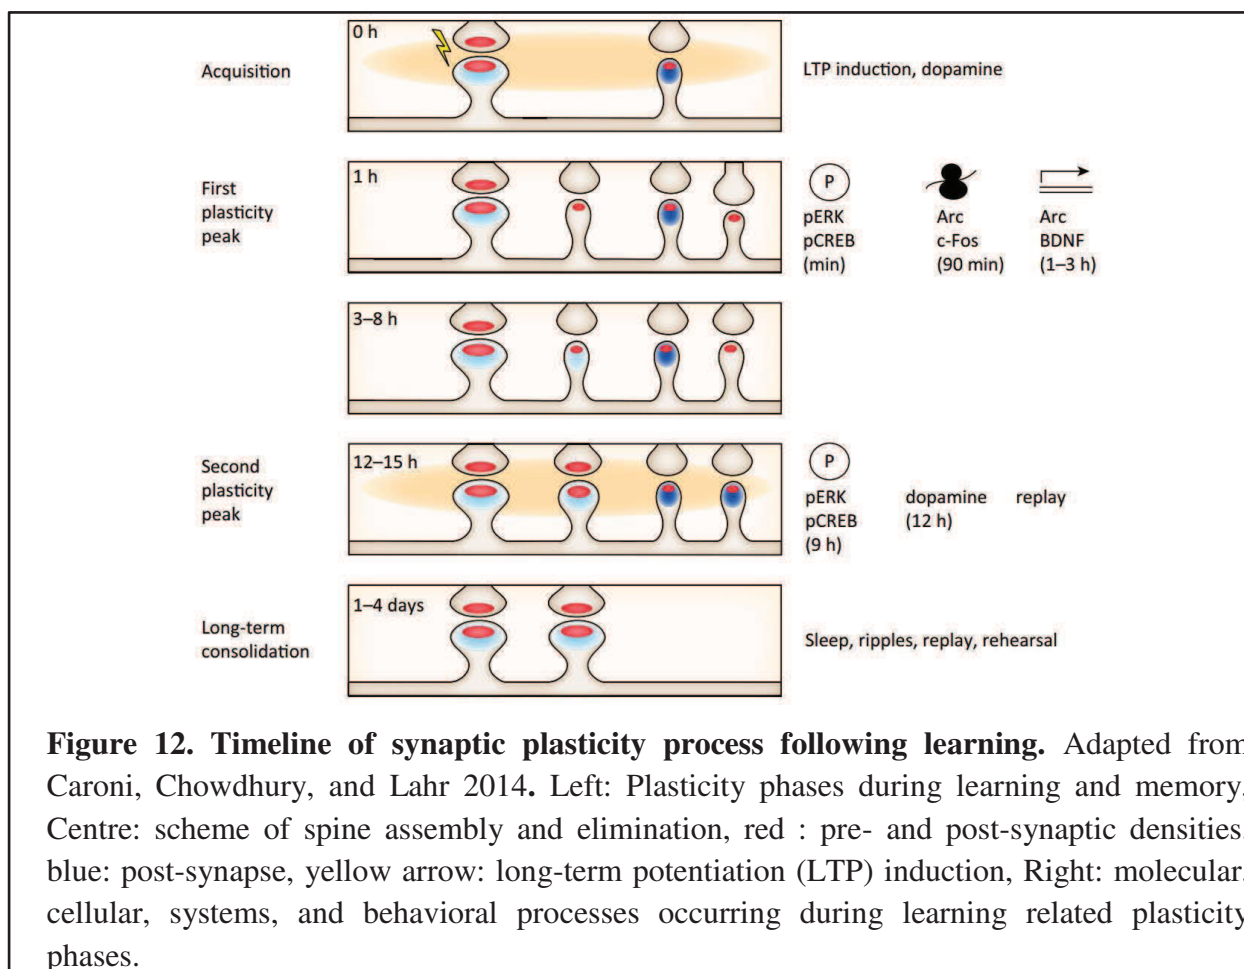 0 h
Acquisition
LTP induction, dopamine
1 h
First
plasticity
peak
P
pERK
pCREB
(min)
Arc
c-Fos
(90 min)
Arc
BDNF
(1–3 h)
3–8 h
12–15 h
Second
plasticity
peak
P
pERK
pCREB
(9 h)
dopamine
(12 h)
replay
1–4 days
Long-term
consolidation
Sleep, ripples, replay, rehearsal
Figure 12. Timeline of synaptic plasticity process following learning. Adapted from
Caroni, Chowdhury, and Lahr 2014. Left: Plasticity phases during learning and memory.
Centre: scheme of spine assembly and elimination, red : pre- and post-synaptic densities,
blue: post-synapse, yellow arrow: long-term potentiation (LTP) induction, Right: molecular,
cellular, systems, and behavioral processes occurring during learning related plasticity
phases.